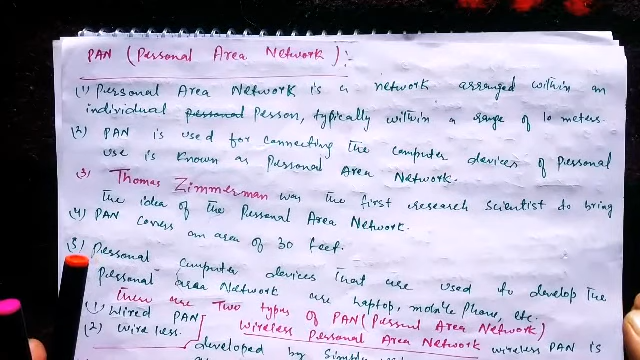 PAN (Personal Area Network):
(1) Personal Area Network is a network arranged within an
individual personal Person, typically within a range of 10 meters.
(2) PAN is used for connecting the computer devices of personal
use is known as Personal Area Network.
(3) Thomas Zimmerman was the first research scientist to bring
the idea of the Personal Area Network.
(4) PAN covers an area of 30 feet.
(5) Personal computer devices that are used to develop the
personal area Network are laptop, mobile phone, etc.
There are Two types of PAN (Personal Area Network)
(1) Wired PAN
(2) Wireless
Wireless Personal Area Network wireless PAN is
developed by Simply